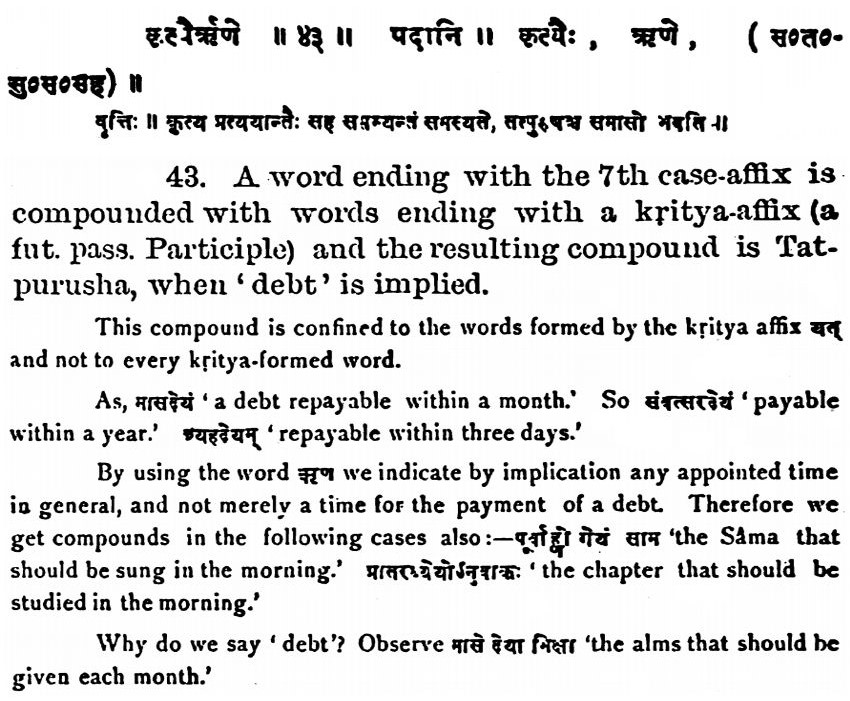 कृत्यैर्ऋणे ॥ ४३ ॥ पदानि ॥ कृत्यैः, ऋणे, ( स०त०-
सु०स०सह) ॥
वृत्तिः ॥ कृत्य प्रत्ययान्तैः सह सप्तम्यन्तं समस्यते, तत्पुरुषश्च समासो भवति ॥
43. A word ending with the 7th case-affix is
compounded with words ending with a kṛitya-affix (a
fut. pass. Participle) and the resulting compound is Tat-
purusha, when ‘ debt ’ is implied.
This compound is confined to the words formed by the kṛitya affix यत्
and not to every kṛitya-formed word.
As, मासदेयं ‘ a debt repayable within a month.’ So संवत्सरदेयं ‘ payable
within a year.’ त्र्यहदेयम् ‘ repayable within three days.’
By using the word ऋण we indicate by implication any appointed time
in general, and not merely a time for the payment of a debt. Therefore we
get compounds in the following cases also :—पूर्वाह्णे गेयं साम ‘the Sâma that
should be sung in the morning.’ प्रातरध्येयोऽनुवाकः ‘ the chapter that should be
studied in the morning.’
Why do we say ‘ debt’? Observe मासे देया भिक्षा ‘the alms that should be
given each month.’